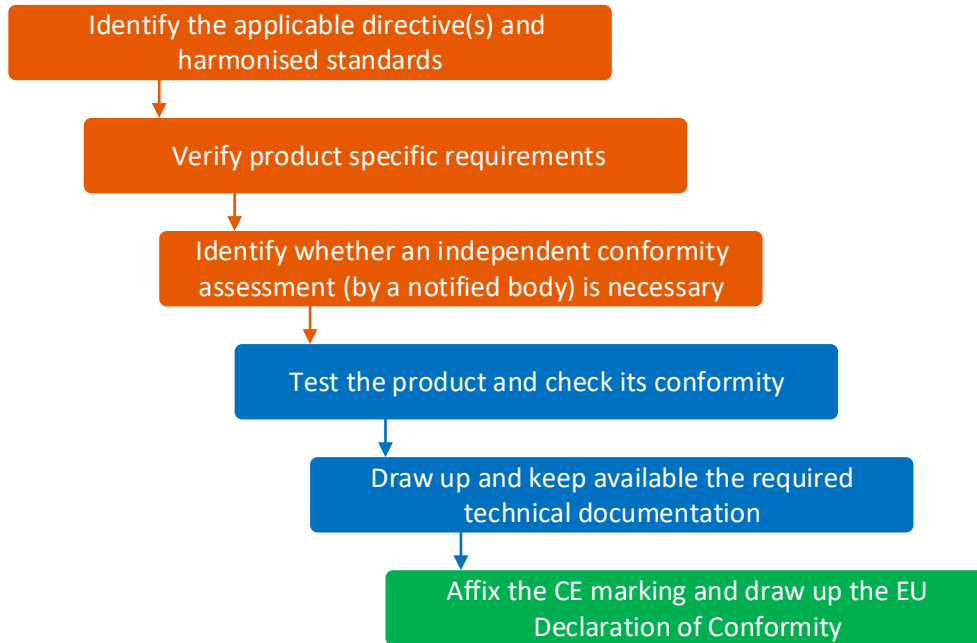 Identify the applicable directive(s) and
harmonised standards
Verify product specific requirements
Identify whether an independent conformity
assessment (by a notified body) is necessary
Test the product and check its conformity
Draw up and keep available the required
technical documentation
Affix the CE marking and draw up the EU
Declaration of Conformity